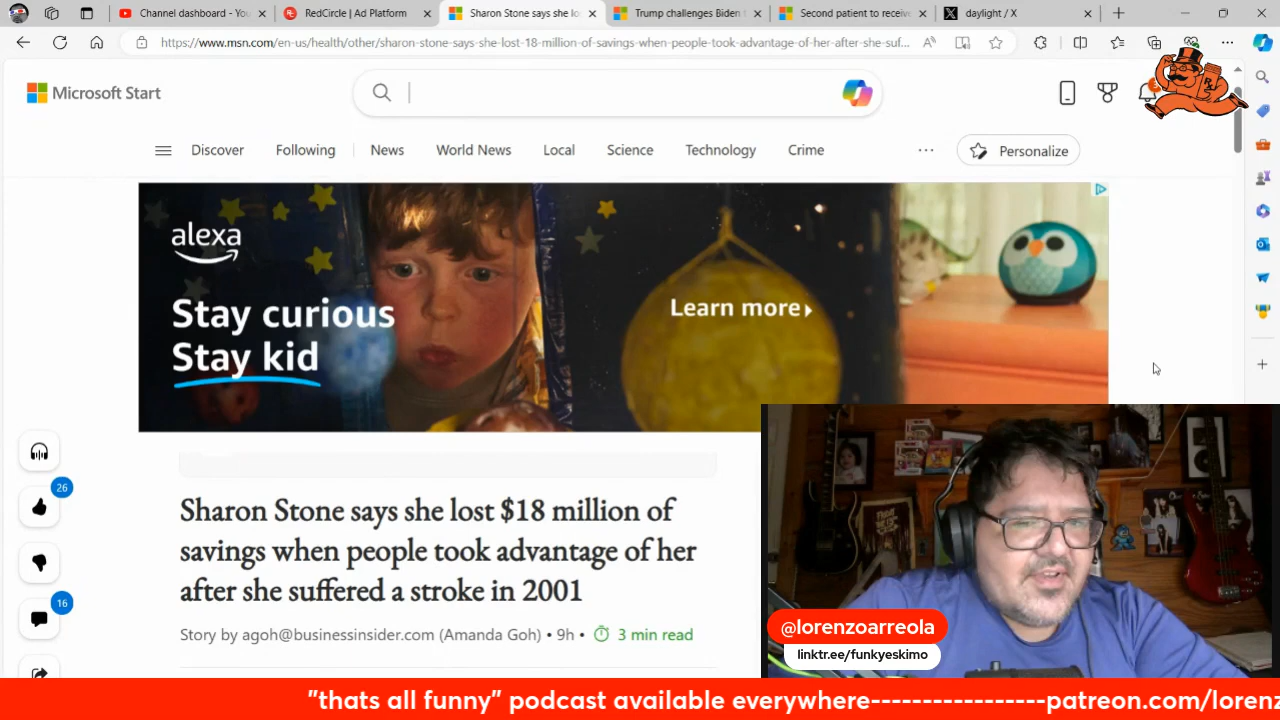 Channel dashboard - You
RedCircle | Ad Platform
Sharon Stone says she lo
Trump challenges Biden t
Second patient to receive
daylight / X
https://www.msn.com/en-us/health/other/sharon-stone-says-she-lost-18-million-of-savings-when-people-took-advantage-of-her-after-she-suf...
Microsoft Start
Discover
Following
News
World News
Local
Science
Technology
Crime
Personalize
alexa
Stay curious
Stay kid
Learn more
26
16
Sharon Stone says she lost $18 million of
savings when people took advantage of her
after she suffered a stroke in 2001
Story by agoh@businessinsider.com (Amanda Goh) • 9h • 3 min read
@lorenzoarreola
linktr.ee/funkyeskimo
"thats all funny" podcast available everywhere----------------patreon.com/lorenz